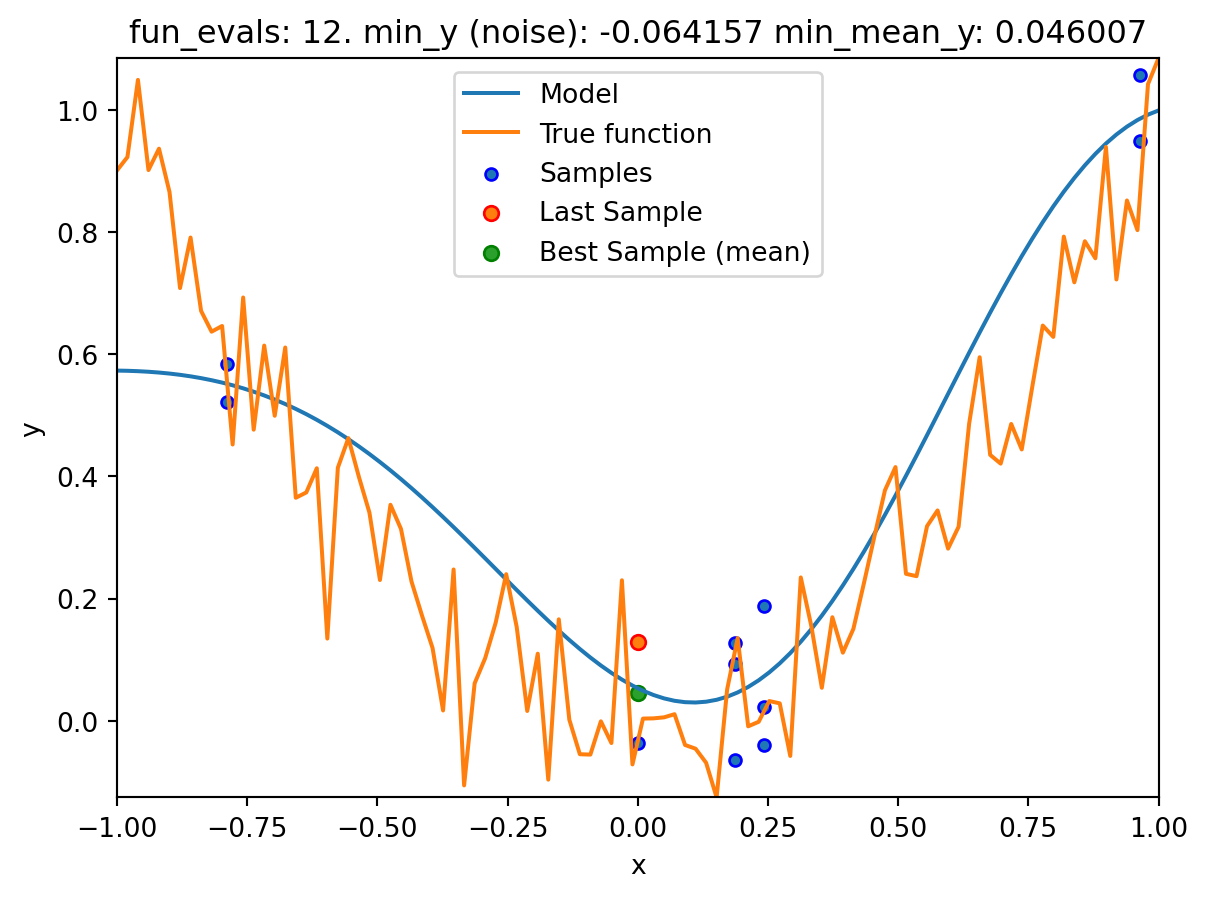 fun_evals: 12. min_y (noise): -0.064157 min_mean_y: 0.046007
Model
True function
Samples
Last Sample
Best Sample (mean)
y
1.0
0.8
0.6
0.4
0.2
0.0
−1.00 −0.75 −0.50 −0.25 0.00 0.25 0.50 0.75 1.00
x